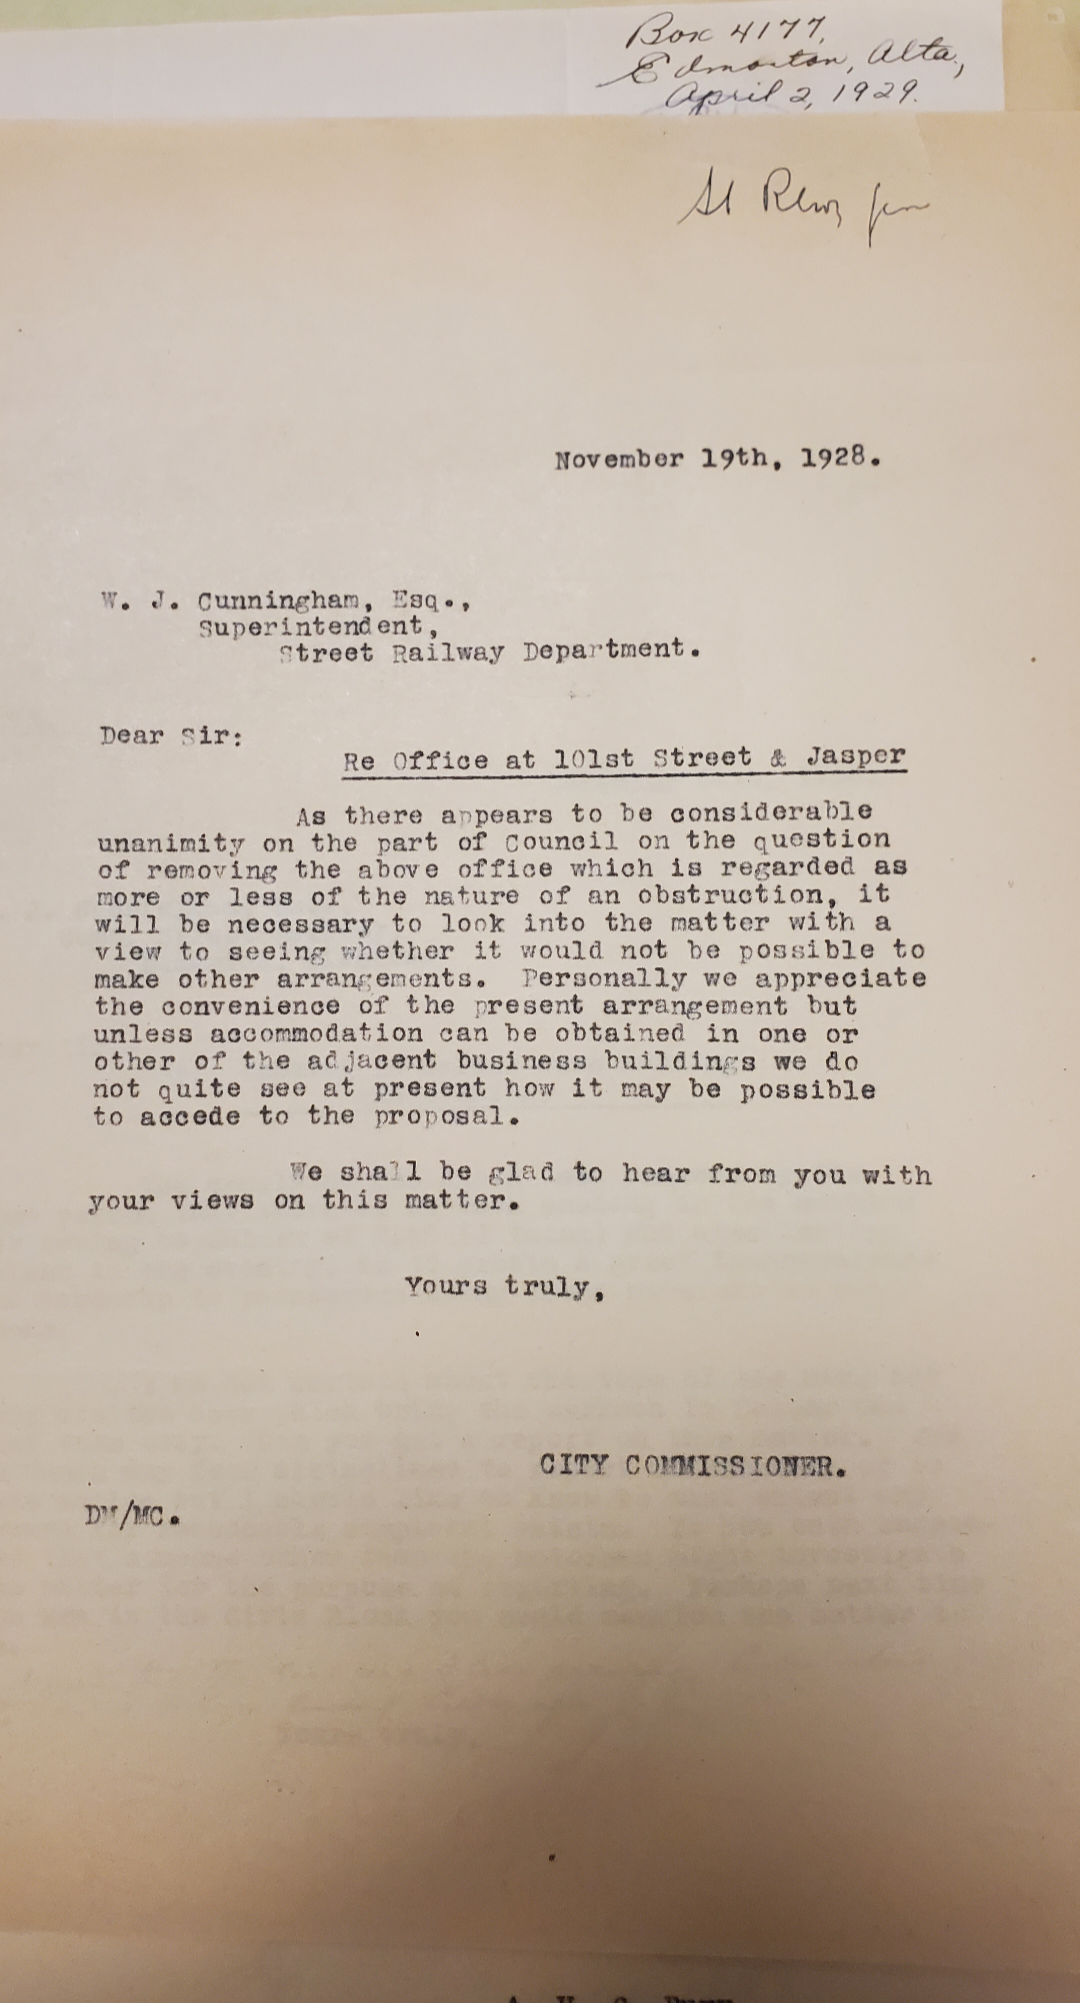 Box 4177,
Edmonton, Alta.,
April 2, 1929.
St Rlwy
November 19th, 1928.
W. J. Cunningham, Esq.,
Superintendent,
Street Railway Department.
Dear Sir:
Re Office at 101st Street & Jasper
As there appears to be considerable
unanimity on the part of Council on the question
of removing the above office which is regarded as
more or less of the nature of an obstruction, it
will be necessary to look into the matter with a
view to seeing whether it would not be possible to
make other arrangements. Personally we appreciate
the convenience of the present arrangement but
unless accommodation can be obtained in one or
other of the adjacent business buildings we do
not quite see at present how it may be possible
to accede to the proposal.
We shall be glad to hear from you with
your views on this matter.
Yours truly,
CITY COMMISSIONER.
DM/MC.